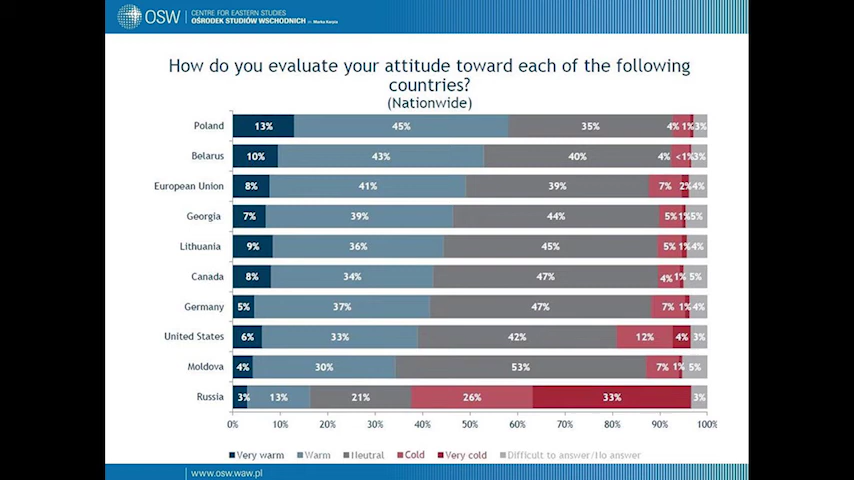 OSW
CENTRE FOR EASTERN STUDIES
OŚRODEK STUDIÓW WSCHODNICH im. Marka Karpia
How do you evaluate your attitude toward each of the following
countries?
(Nationwide)
Poland 13% 45% 35% 4% 1% 3%
Belarus 10% 43% 40% 4% <1% 3%
European Union 8% 41% 39% 7% 2% 4%
Georgia 7% 39% 44% 5% 1% 5%
Lithuania 9% 36% 45% 5% 1% 4%
Canada 8% 34% 47% 4% 1% 5%
Germany 5% 37% 47% 7% 1% 4%
United States 6% 33% 42% 12% 4% 3%
Moldova 4% 30% 53% 7% 1% 5%
Russia 3% 13% 21% 26% 33% 3%
0% 10% 20% 30% 40% 50% 60% 70% 80% 90% 100%
Very warm Warm Neutral Cold Very cold Difficult to answer/No answer
www.osw.waw.pl